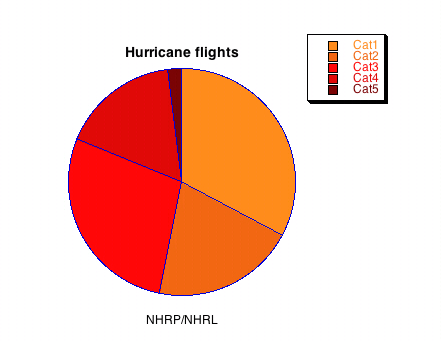 Hurricane flights
Cat1
Cat2
Cat3
Cat4
Cat5
NHRP/NHRL